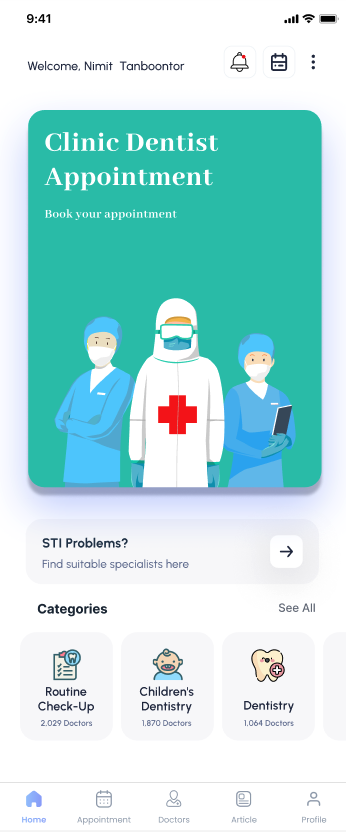 9:41
Welcome, Nimit Tanboontor
Clinic Dentist
Appointment
Book your appointment
STI Problems?
Find suitable specialists here
Categories
See All
Routine
Check-Up
2,029 Doctors
Children's
Dentistry
1,870 Doctors
Dentistry
1,064 Doctors
Home
Appointment
Doctors
Article
Profile